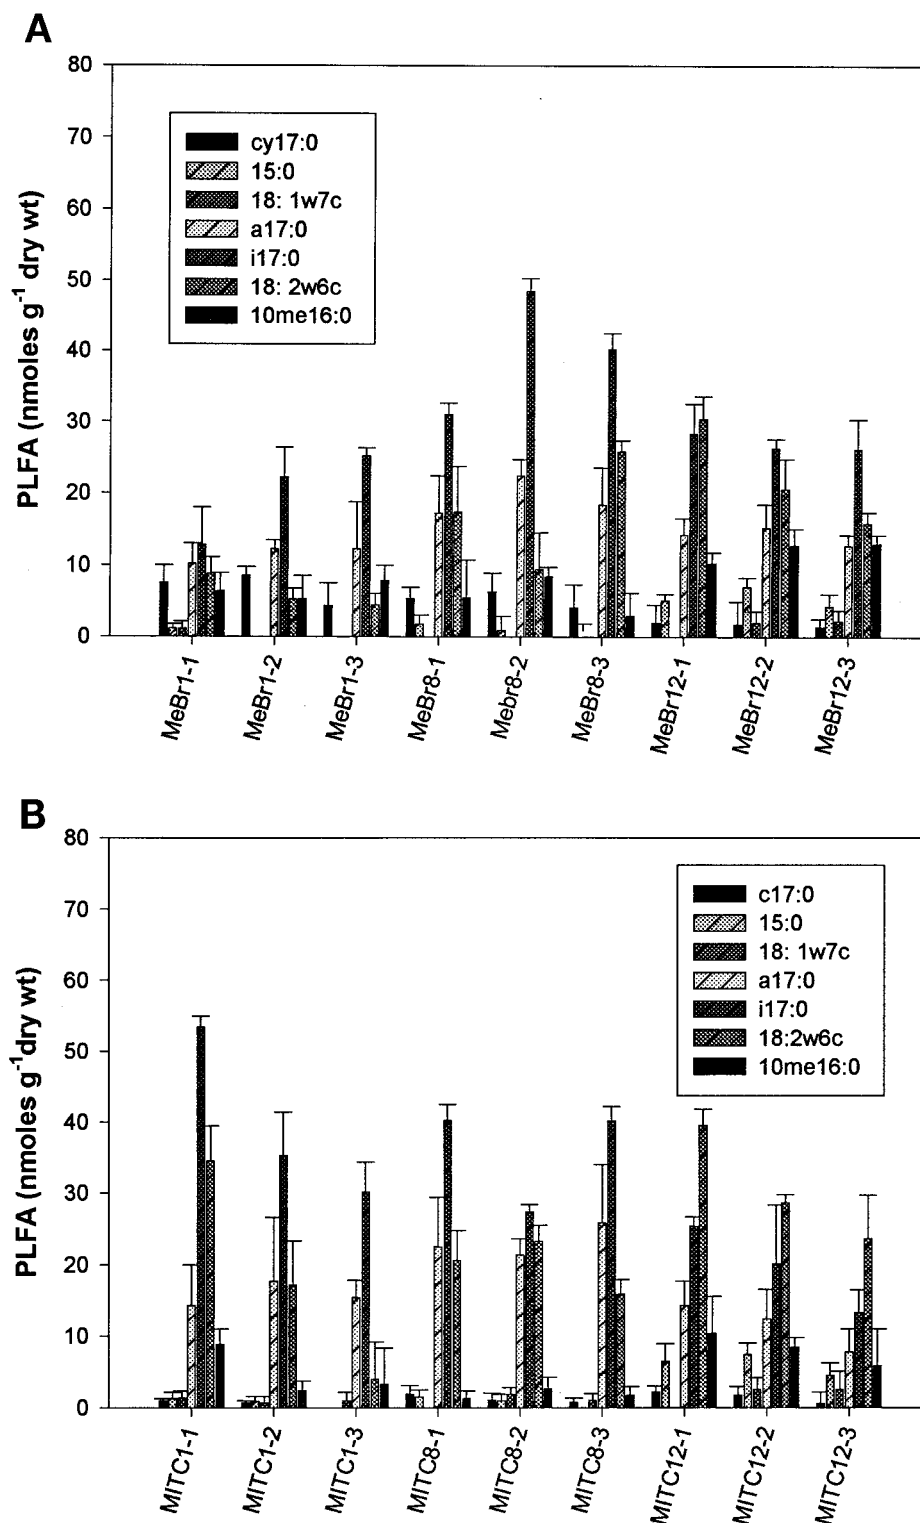 A
80
70
60
50
40
30
20
10
0
PLFA (nmoles g-1 dry wt)
cy17:0
15:0
18: 1w7c
a17:0
i17:0
18: 2w6c
10me16:0
MeBr1-1
MeBr1-2
MeBr1-3
MeBr8-1
Mebr8-2
MeBr8-3
MeBr12-1
MeBr12-2
MeBr12-3
B
80
70
60
50
40
30
20
10
0
PLFA (nmoles g-1dry wt)
c17:0
15:0
18: 1w7c
a17:0
i17:0
18:2w6c
10me16:0
MITC1-1
MITC1-2
MITC1-3
MITC8-1
MITC8-2
MITC8-3
MITC12-1
MITC12-2
MITC12-3